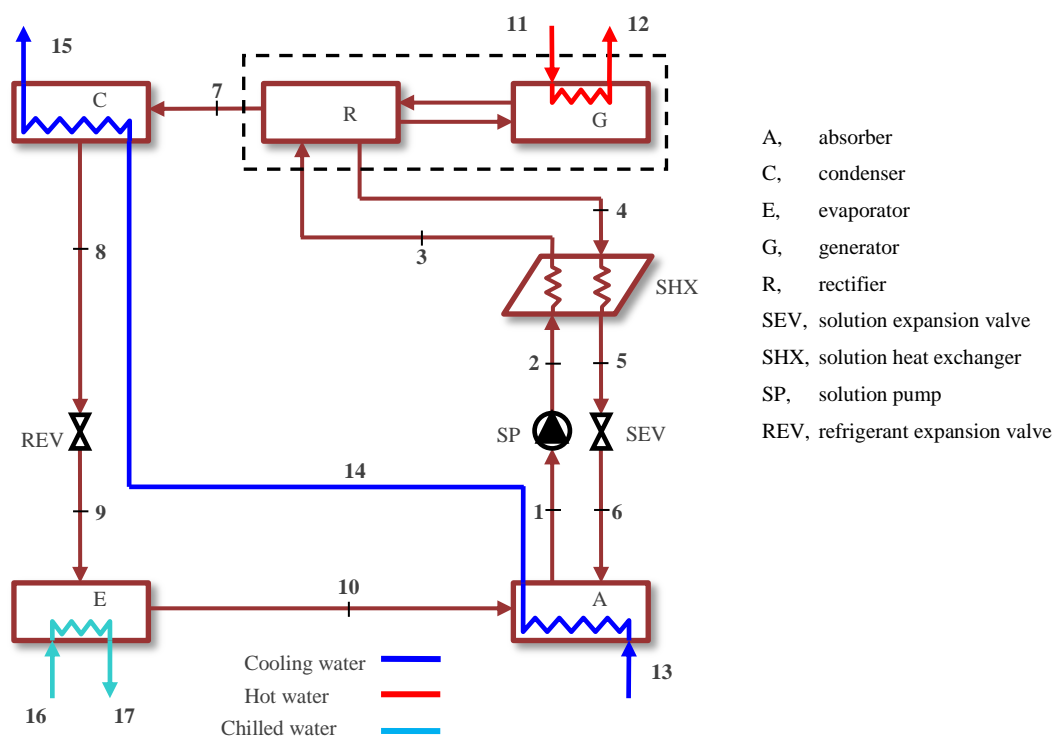 15
11
12
7
C
R
G
A, absorber
C, condenser
E, evaporator
G, generator
R, rectifier
SEV, solution expansion valve
SHX, solution heat exchanger
SP, solution pump
REV, refrigerant expansion valve
4
3
8
SHX
2
5
REV
SP
SEV
14
9
1
6
10
E
A
Cooling water
13
Hot water
16
17
Chilled water